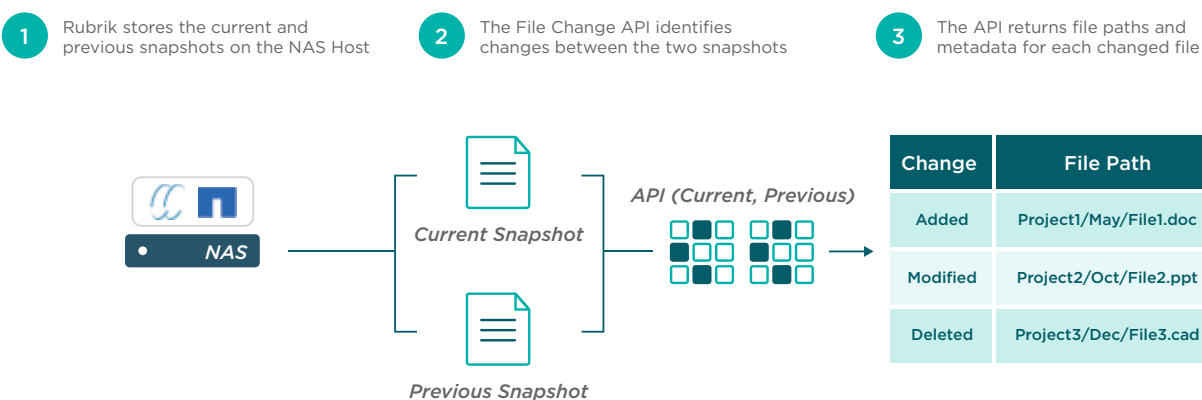 1
Rubrik stores the current and
previous snapshots on the NAS Host
2
The File Change API identifies
changes between the two snapshots
3
The API returns file paths and
metadata for each changed file
NAS
Current Snapshot
Previous Snapshot
API (Current, Previous)
Change File Path
Added Project1/May/File1.doc
Modified Project2/Oct/File2.ppt
Deleted Project3/Dec/File3.cad